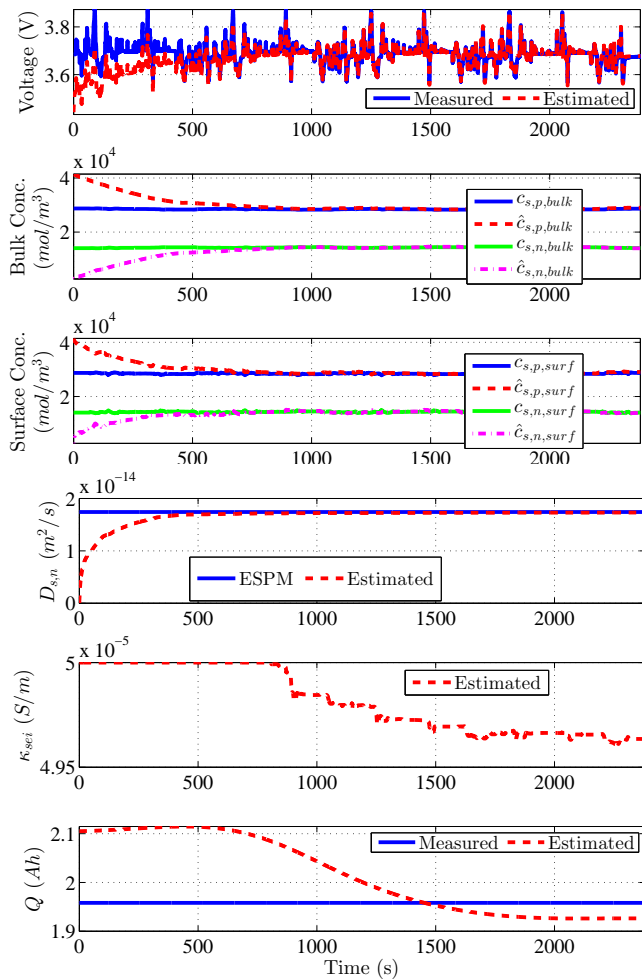 3.8
3.6
Voltage (V)
Measured Estimated
0 500 1000 1500 2000
x 10^4
4
2
Bulk Conc.
(mol/m^3)
c_{s,p,bulk}
ĉ_{s,p,bulk}
c_{s,n,bulk}
ĉ_{s,n,bulk}
0 500 1000 1500 2000
x 10^4
4
2
Surface Conc.
(mol/m^3)
c_{s,p,surf}
ĉ_{s,p,surf}
c_{s,n,surf}
ĉ_{s,n,surf}
0 500 1000 1500 2000
x 10^{-14}
2
1
0
D_{s,n} (m^2/s)
ESPM Estimated
0 500 1000 1500 2000
x 10^{-5}
5
4.95
κ_{sei} (S/m)
Estimated
0 500 1000 1500 2000
2.1
2
1.9
Q (Ah)
Measured Estimated
0 500 1000 1500 2000
Time (s)